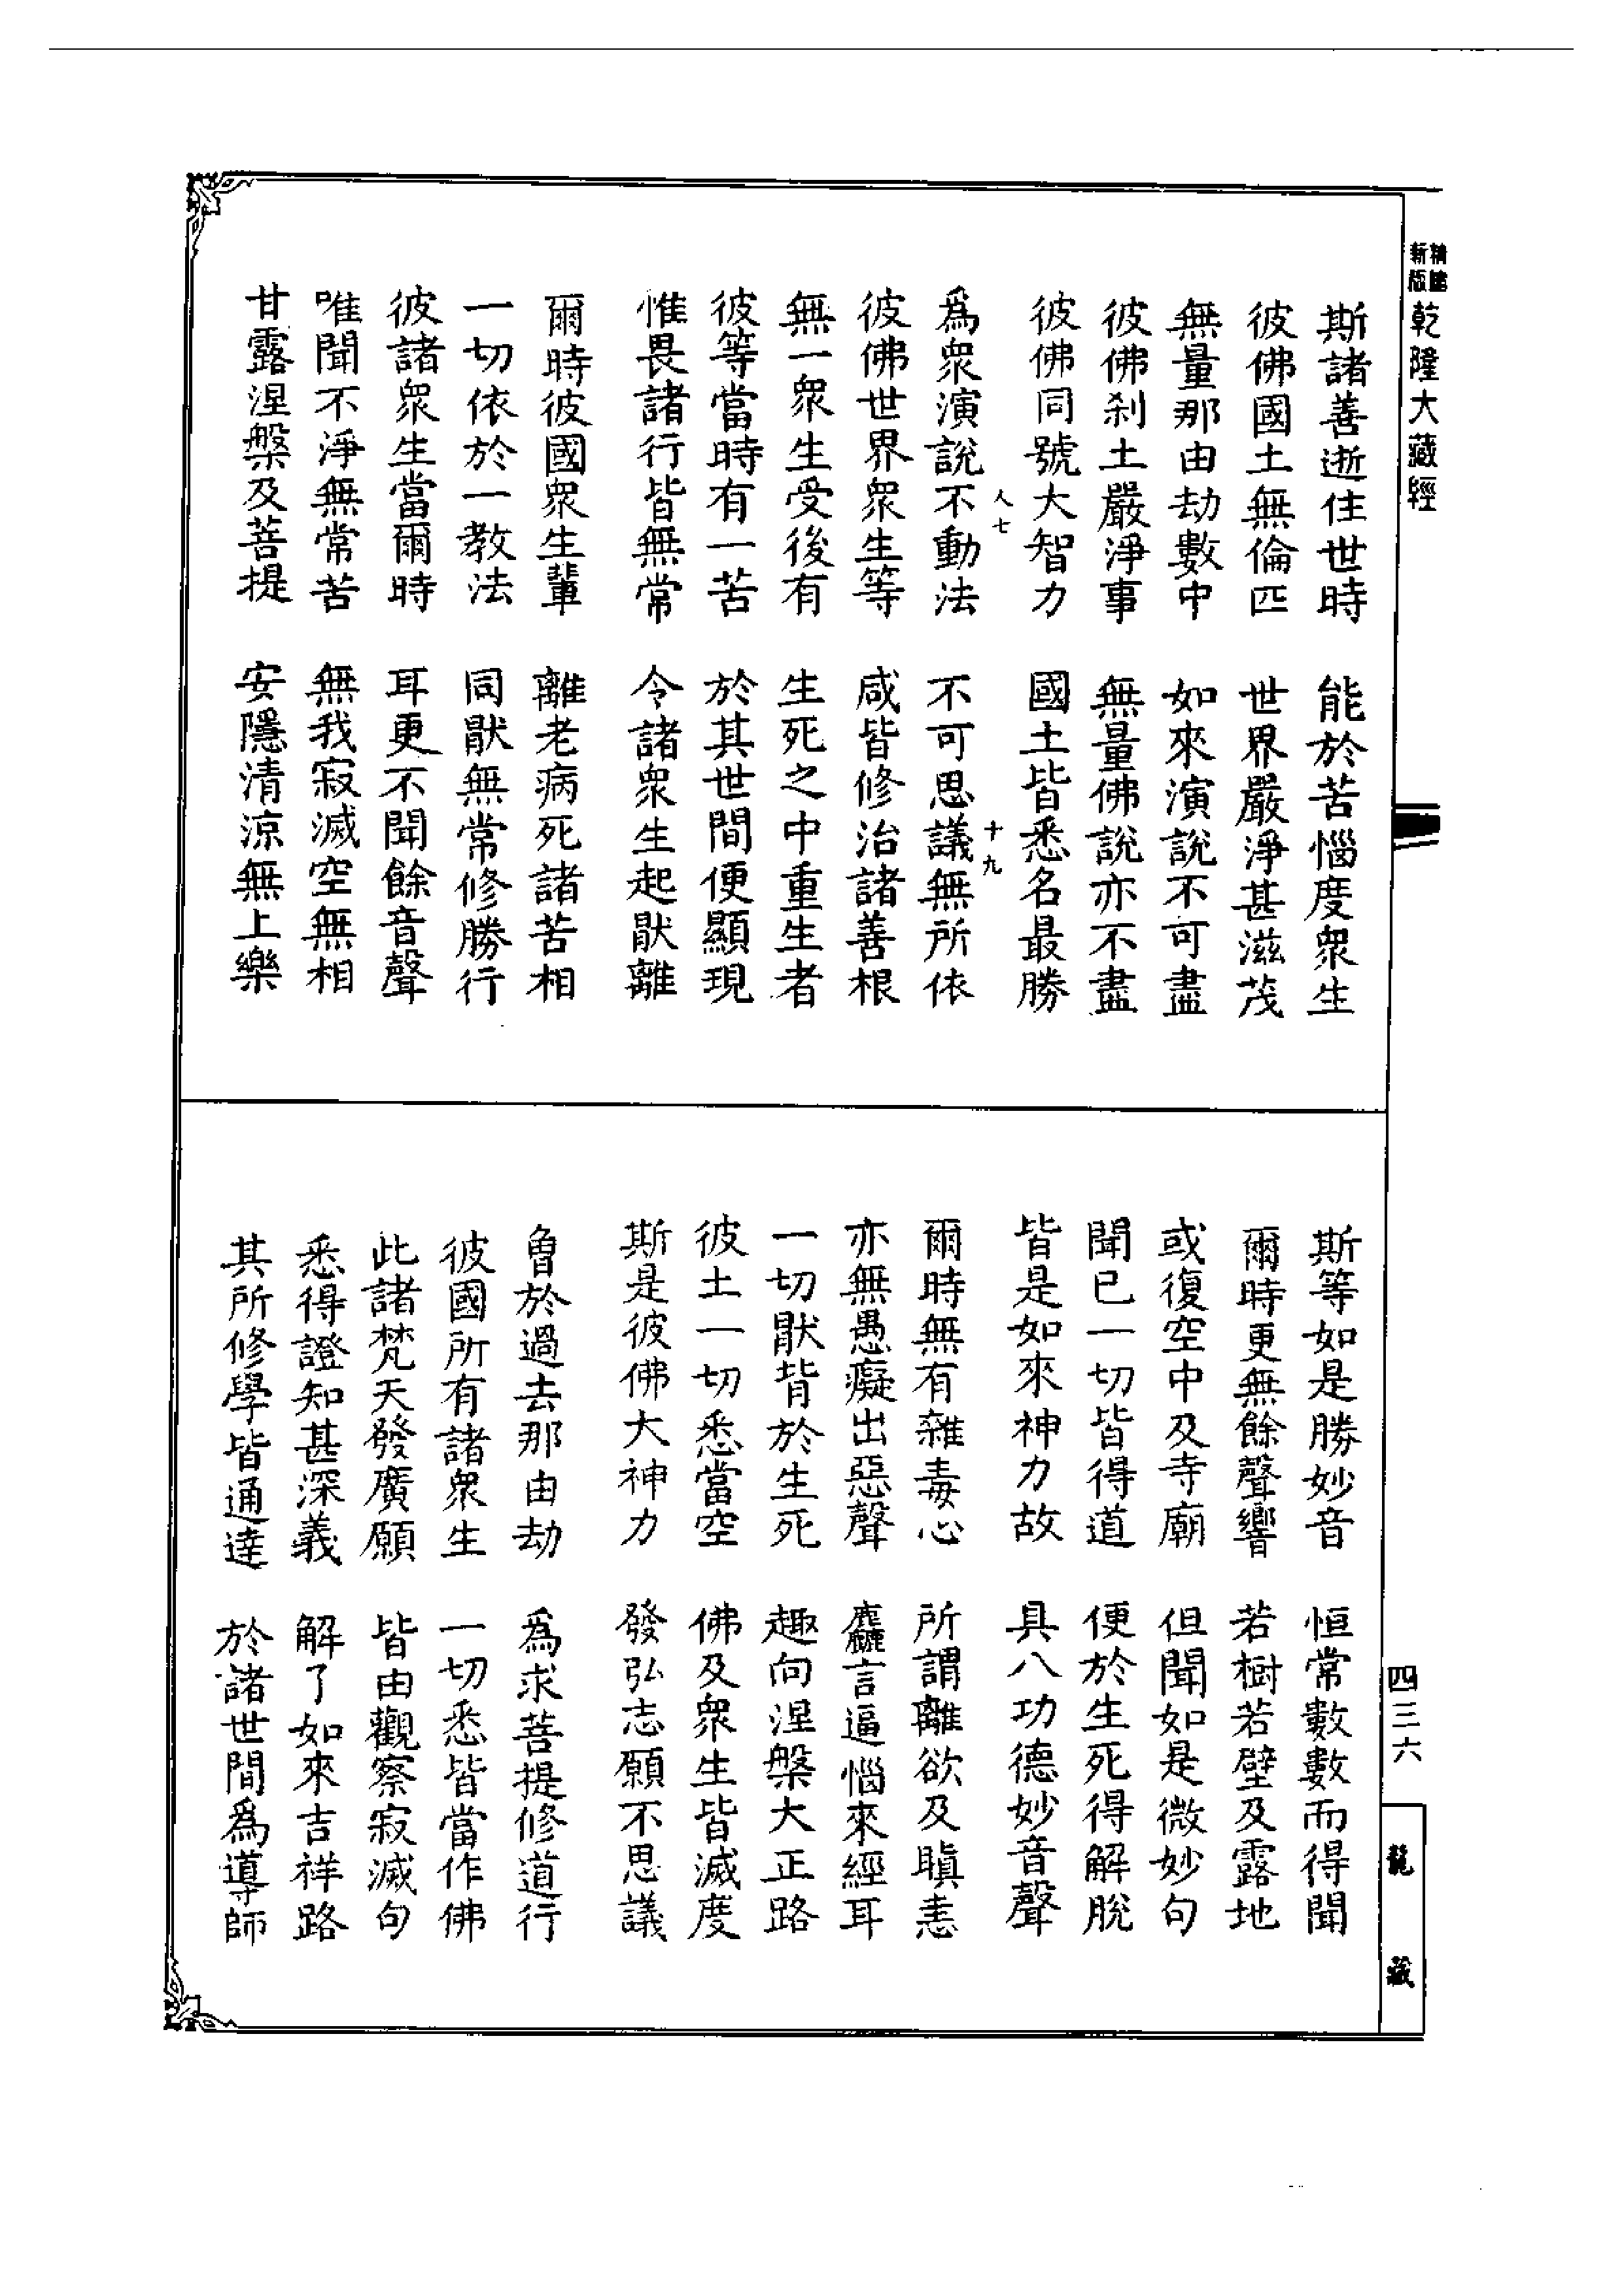 精鏤
新版
乾隆大藏經
斯諸善逝住世時　能於苦惱度衆生
彼佛國土無倫匹　世界嚴淨甚滋茂
無量那由劫數中　如來演說不可盡
彼佛刹土嚴淨事　無量佛說亦不盡
彼佛同號大智力　國土皆悉名最勝
人七　十九
爲衆演說不動法　不可思議無所依
彼佛世界衆生等　咸皆修治諸善根
無一衆生受後有　生死之中重生者
彼等當時有一苦　於其世間便顯現
惟畏諸行皆無常　令諸衆生起猒離
爾時彼國衆生輩　離老病死諸苦相
一切依於一教法　同猒無常修勝行
彼諸衆生當爾時　耳更不聞餘音聲
唯聞不淨無常苦　無我寂滅空無相
甘露涅槃及菩提　安隱清涼無上樂
斯等如是勝妙音　恒常數數而得聞
爾時更無餘聲響　若樹若壁及露地
或復空中及寺廟　但聞如是微妙句
聞已一切皆得道　便於生死得解脫
皆是如來神力故　具八功德妙音聲
爾時無有雜毒心　所謂離欲及瞋恚
亦無愚癡出惡聲　麤言逼惱來經耳
一切猒背於生死　趣向涅槃大正路
彼土一切悉當空　佛及衆生皆滅度
斯是彼佛大神力　發弘志願不思議
曾於過去那由劫　爲求菩提修道行
彼國所有諸衆生　一切悉皆當作佛
此諸梵天發廣願　皆由觀察寂滅句
悉得證知甚深義　解了如來吉祥路
其所修學皆通達　於諸世間爲導師
四三六
龍藏